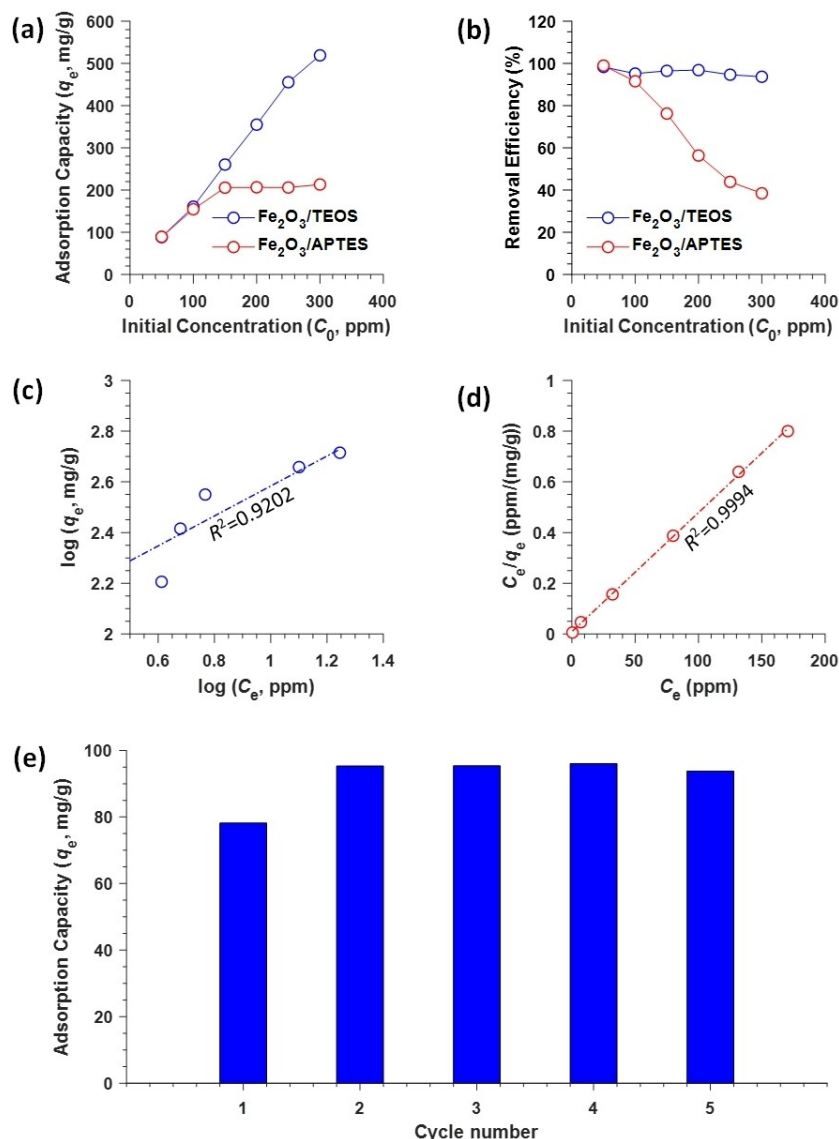 (a)
Adsorption Capacity (qe, mg/g)
600
500
400
300
200
100
0
Fe2O3/TEOS
Fe2O3/APTES
0 100 200 300 400
Initial Concentration (C0, ppm)
(b)
Removal Efficiency (%)
120
100
80
60
40
20
0
Fe2O3/TEOS
Fe2O3/APTES
0 100 200 300 400
Initial Concentration (C0, ppm)
(c)
log (qe, mg/g)
3
2.8
2.6
2.4
2.2
2
R2=0.9202
0.6 0.8 1 1.2 1.4
log (Ce, ppm)
(d)
Ce/qe (ppm/(mg/g))
1
0.8
0.6
0.4
0.2
0
R2=0.9994
0 50 100 150 200
Ce (ppm)
(e)
Adsorption Capacity (qe, mg/g)
100
80
60
40
20
0
1 2 3 4 5
Cycle number